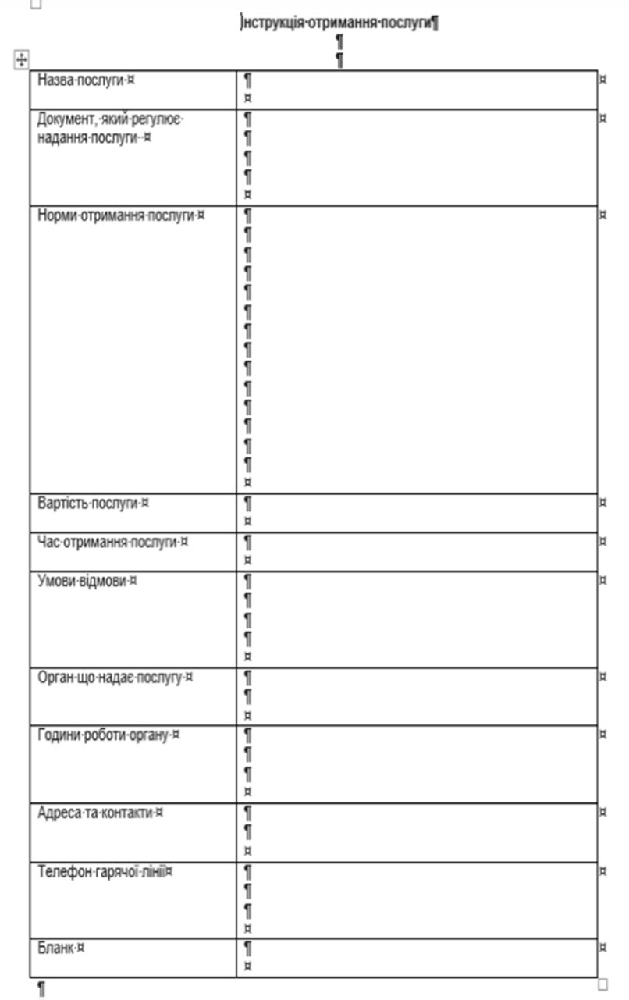 Інструкція отримання послуги
Назва послуги
Документ, який регулює
надання послуги
Норми отримання послуги
Вартість послуги
Час отримання послуги
Умови відмови
Орган що надає послугу
Години роботи органу
Адреса та контакти
Телефон гарячої лінії
Бланк